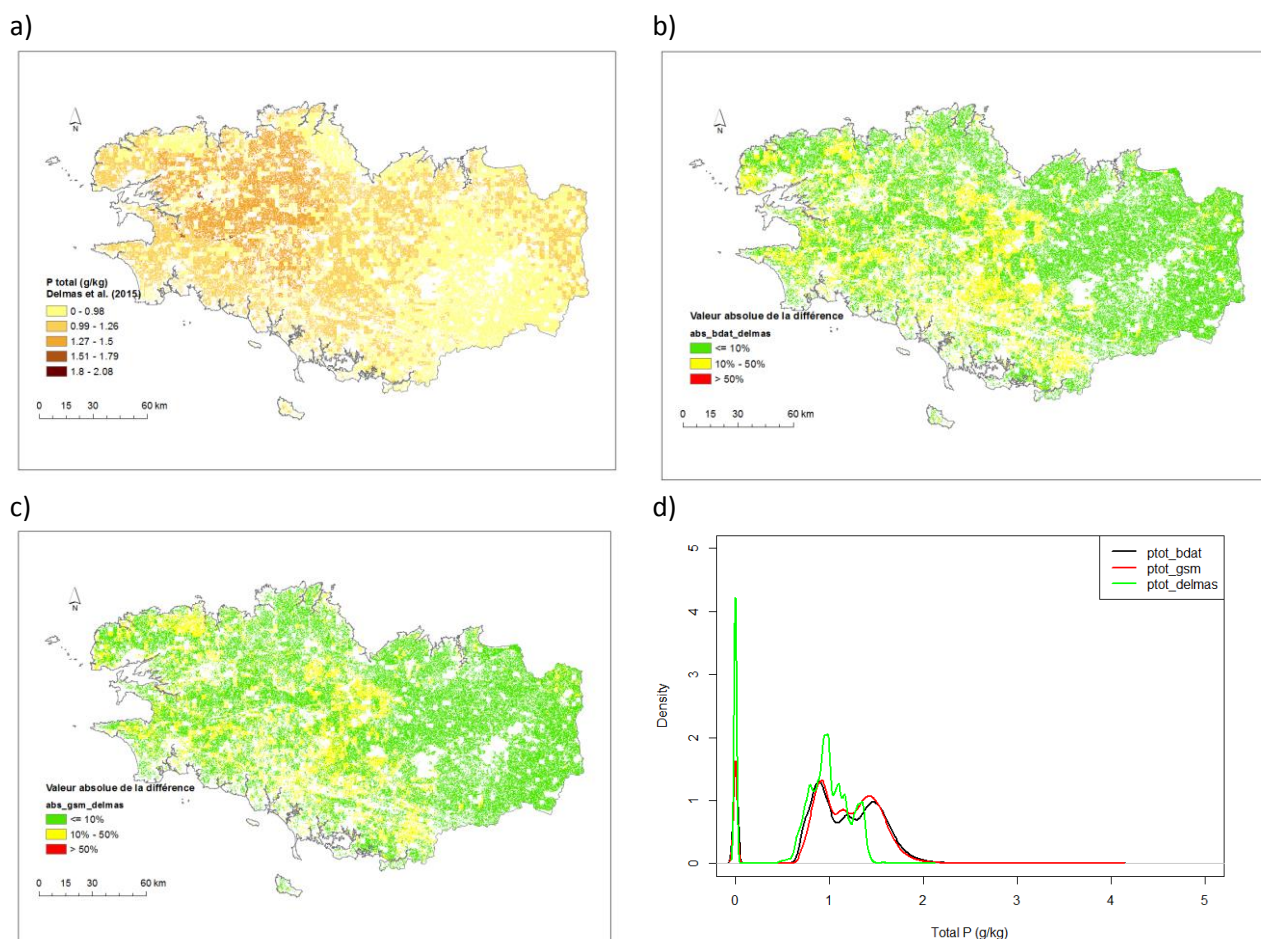 a)
N
P total (g/kg)
Delmas et al. (2015)
0 - 0.98
0.99 - 1.26
1.27 - 1.5
1.51 - 1.79
1.8 - 2.08
0 15 30 60 km
b)
N
Valeur absolue de la différence
abs_bdat_delmas
<= 10%
10% - 50%
> 50%
0 15 30 60 km
c)
N
Valeur absolue de la différence
abs_gsm_delmas
<= 10%
10% - 50%
> 50%
0 15 30 60 km
d)
ptot_bdat
ptot_gsm
ptot_delmas
Density
5
4
3
2
1
0
0 1 2 3 4 5
Total P (g/kg)